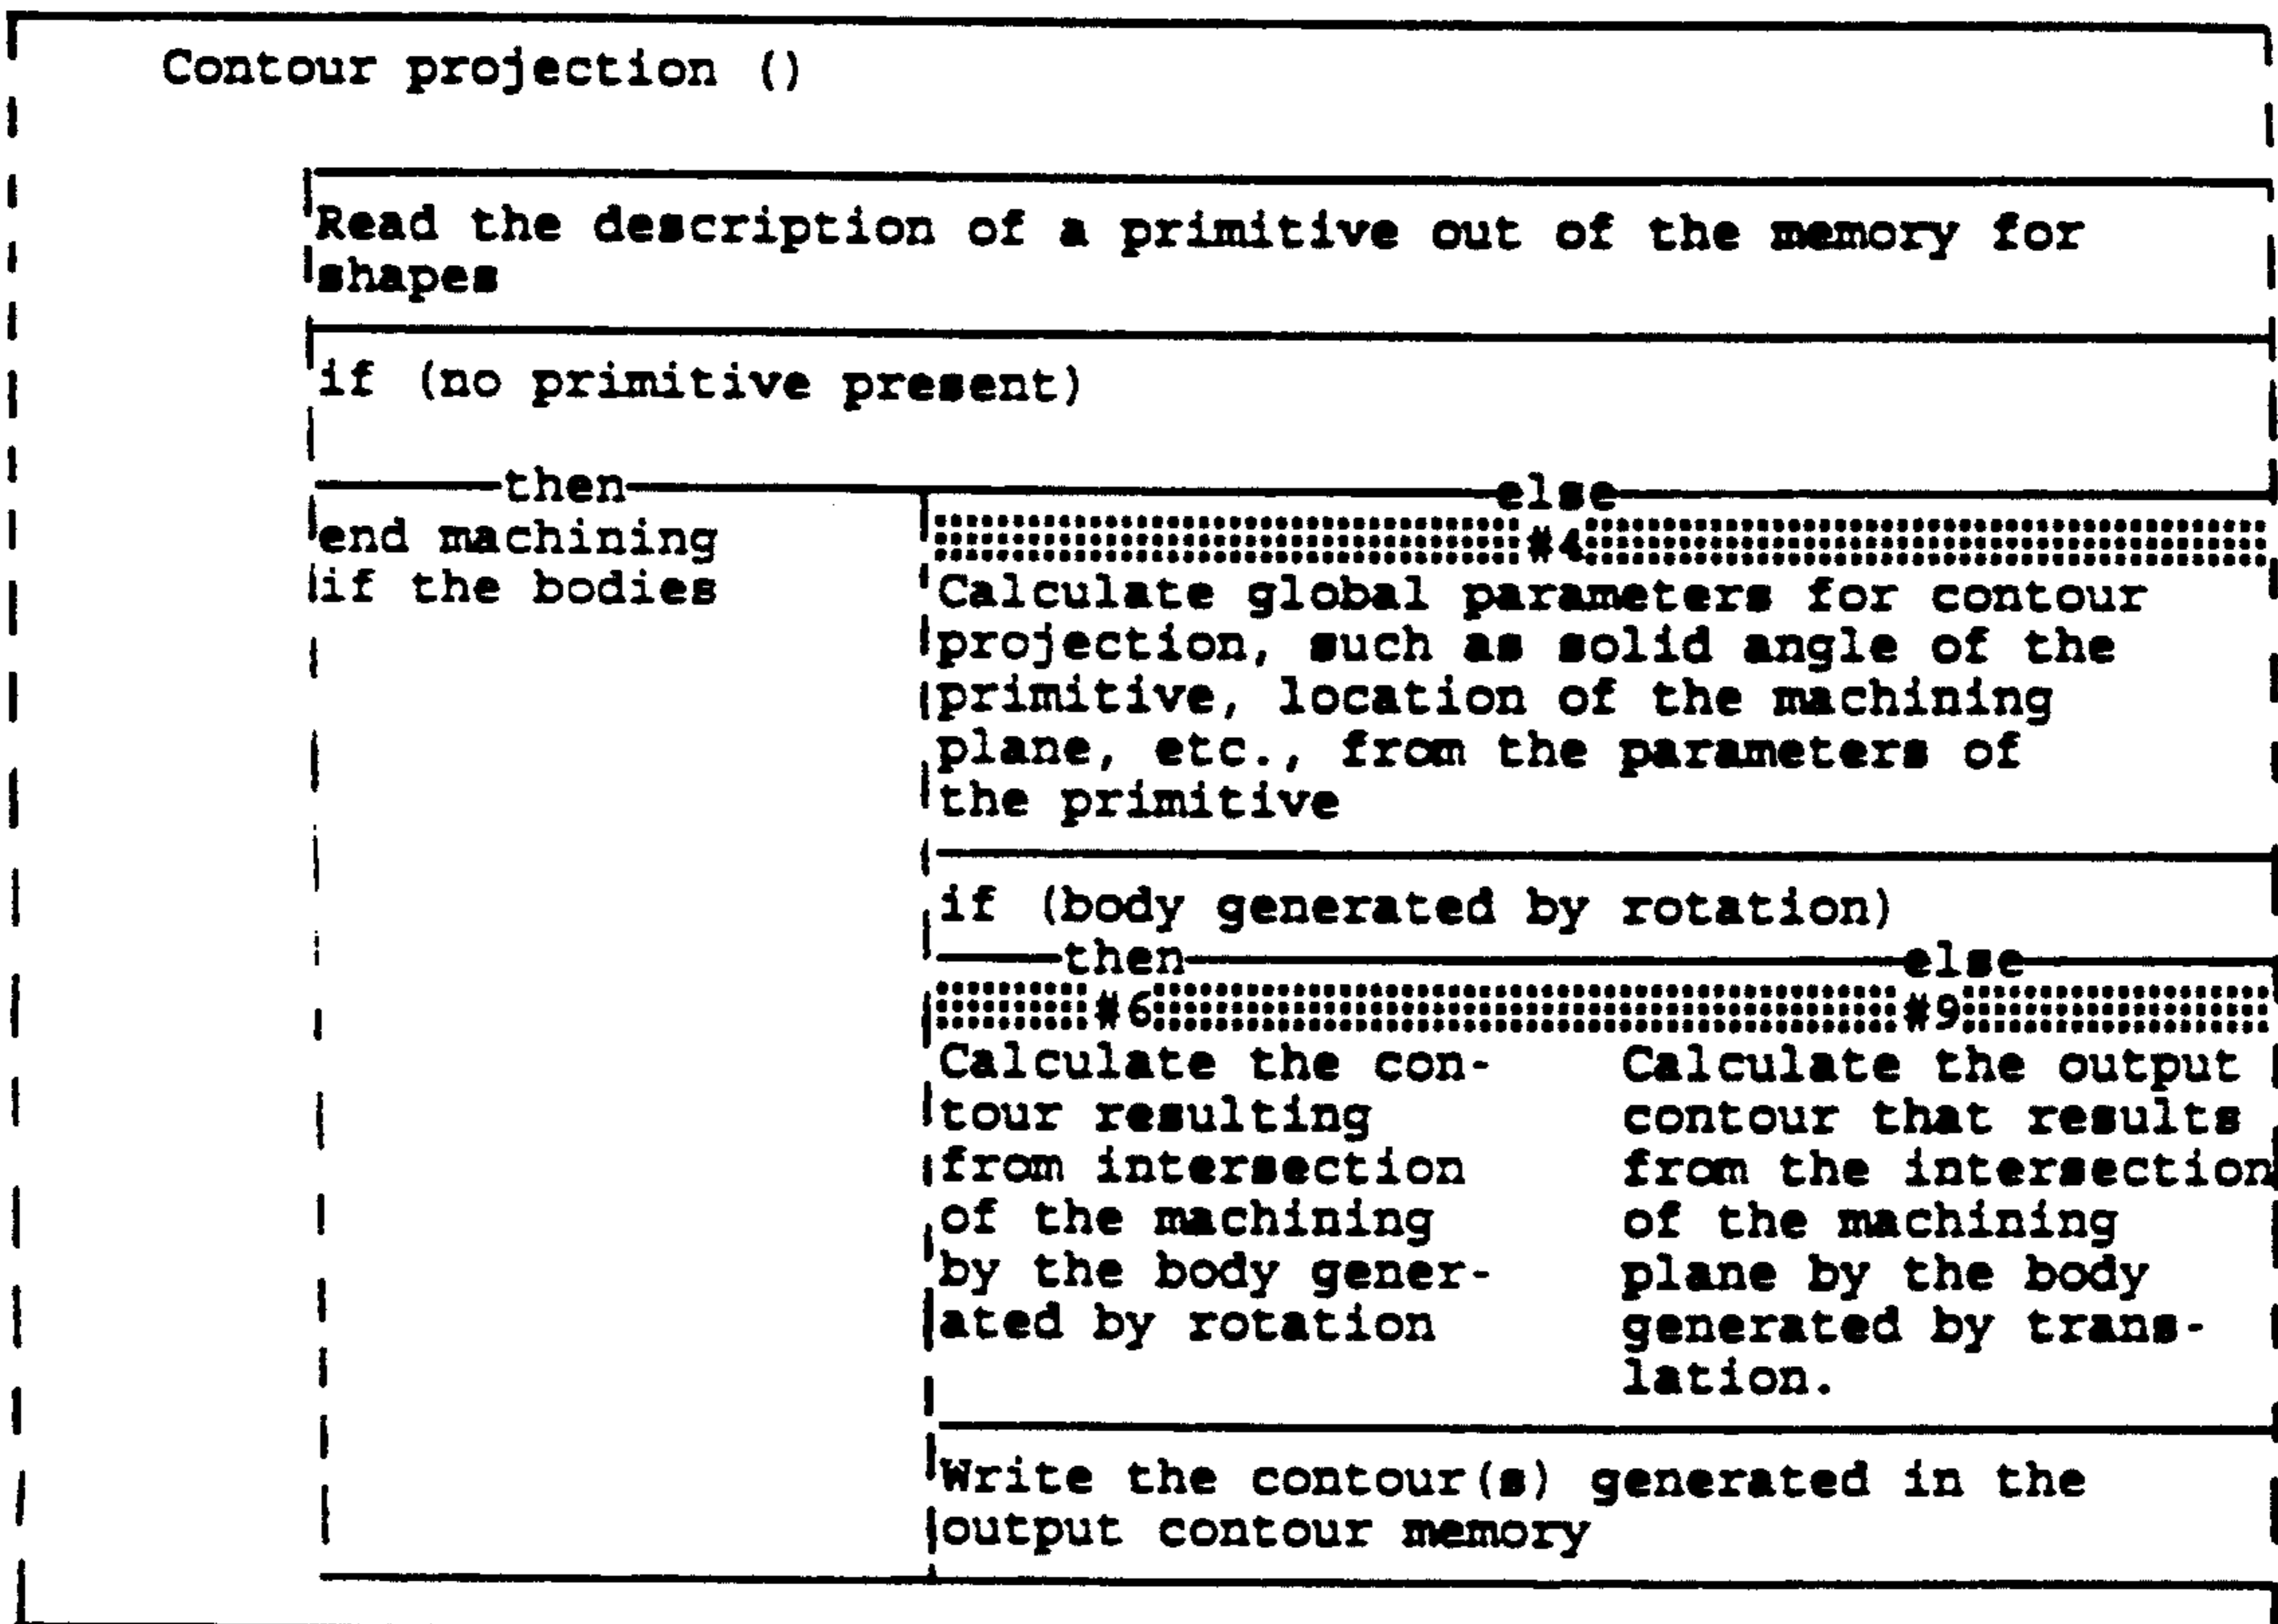 Contour projection ()
Read the description of a primitive out of the memory for
shapes
if (no primitive present)
then else
end machining
if the bodies
#4
Calculate global parameters for contour
projection, such as solid angle of the
primitive, location of the machining
plane, etc., from the parameters of
the primitive
if (body generated by rotation)
then else
#6 #9
Calculate the con-
tour resulting
from intersection
of the machining
by the body gener-
ated by rotation
Calculate the output
contour that results
from the intersection
of the machining
plane by the body
generated by trans-
lation.
Write the contour(s) generated in the
output contour memory